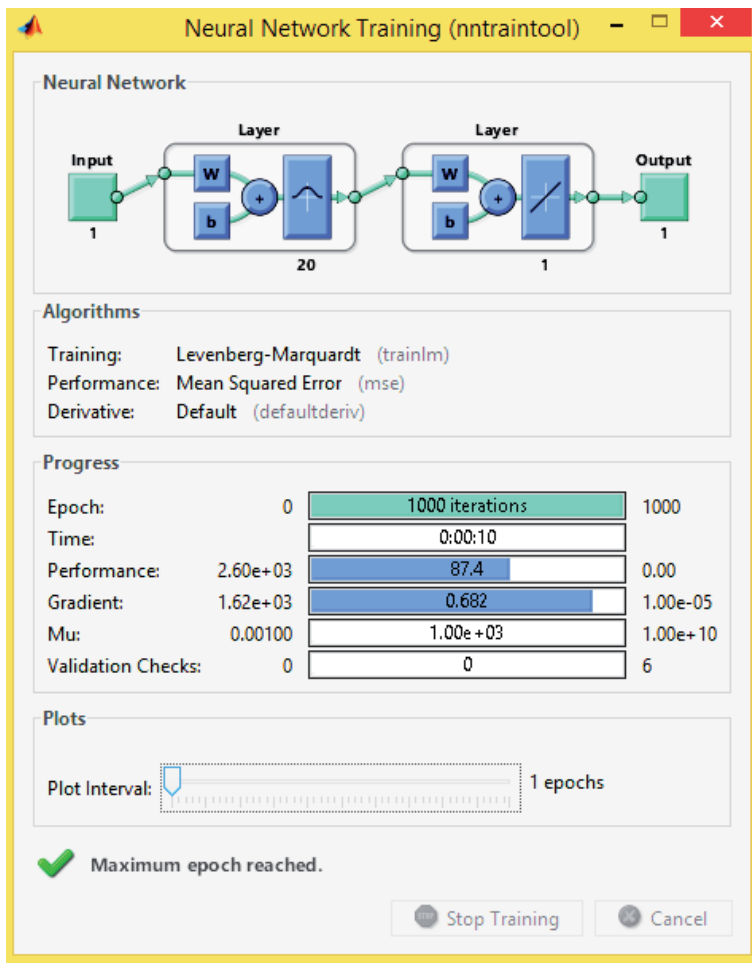 Neural Network Training (nntraintool)
Neural Network
Layer Layer
Input Output
W b + W b +
1 20 1 1
Algorithms
Training: Levenberg-Marquardt (trainlm)
Performance: Mean Squared Error (mse)
Derivative: Default (defaultderiv)
Progress
Epoch: 0 1000 iterations 1000
Time: 0:00:10
Performance: 2.60e+03 87.4 0.00
Gradient: 1.62e+03 0.682 1.00e-05
Mu: 0.00100 1.00e+03 1.00e+10
Validation Checks: 0 0 6
Plots
Plot Interval: 1 epochs
Maximum epoch reached.
Stop Training Cancel